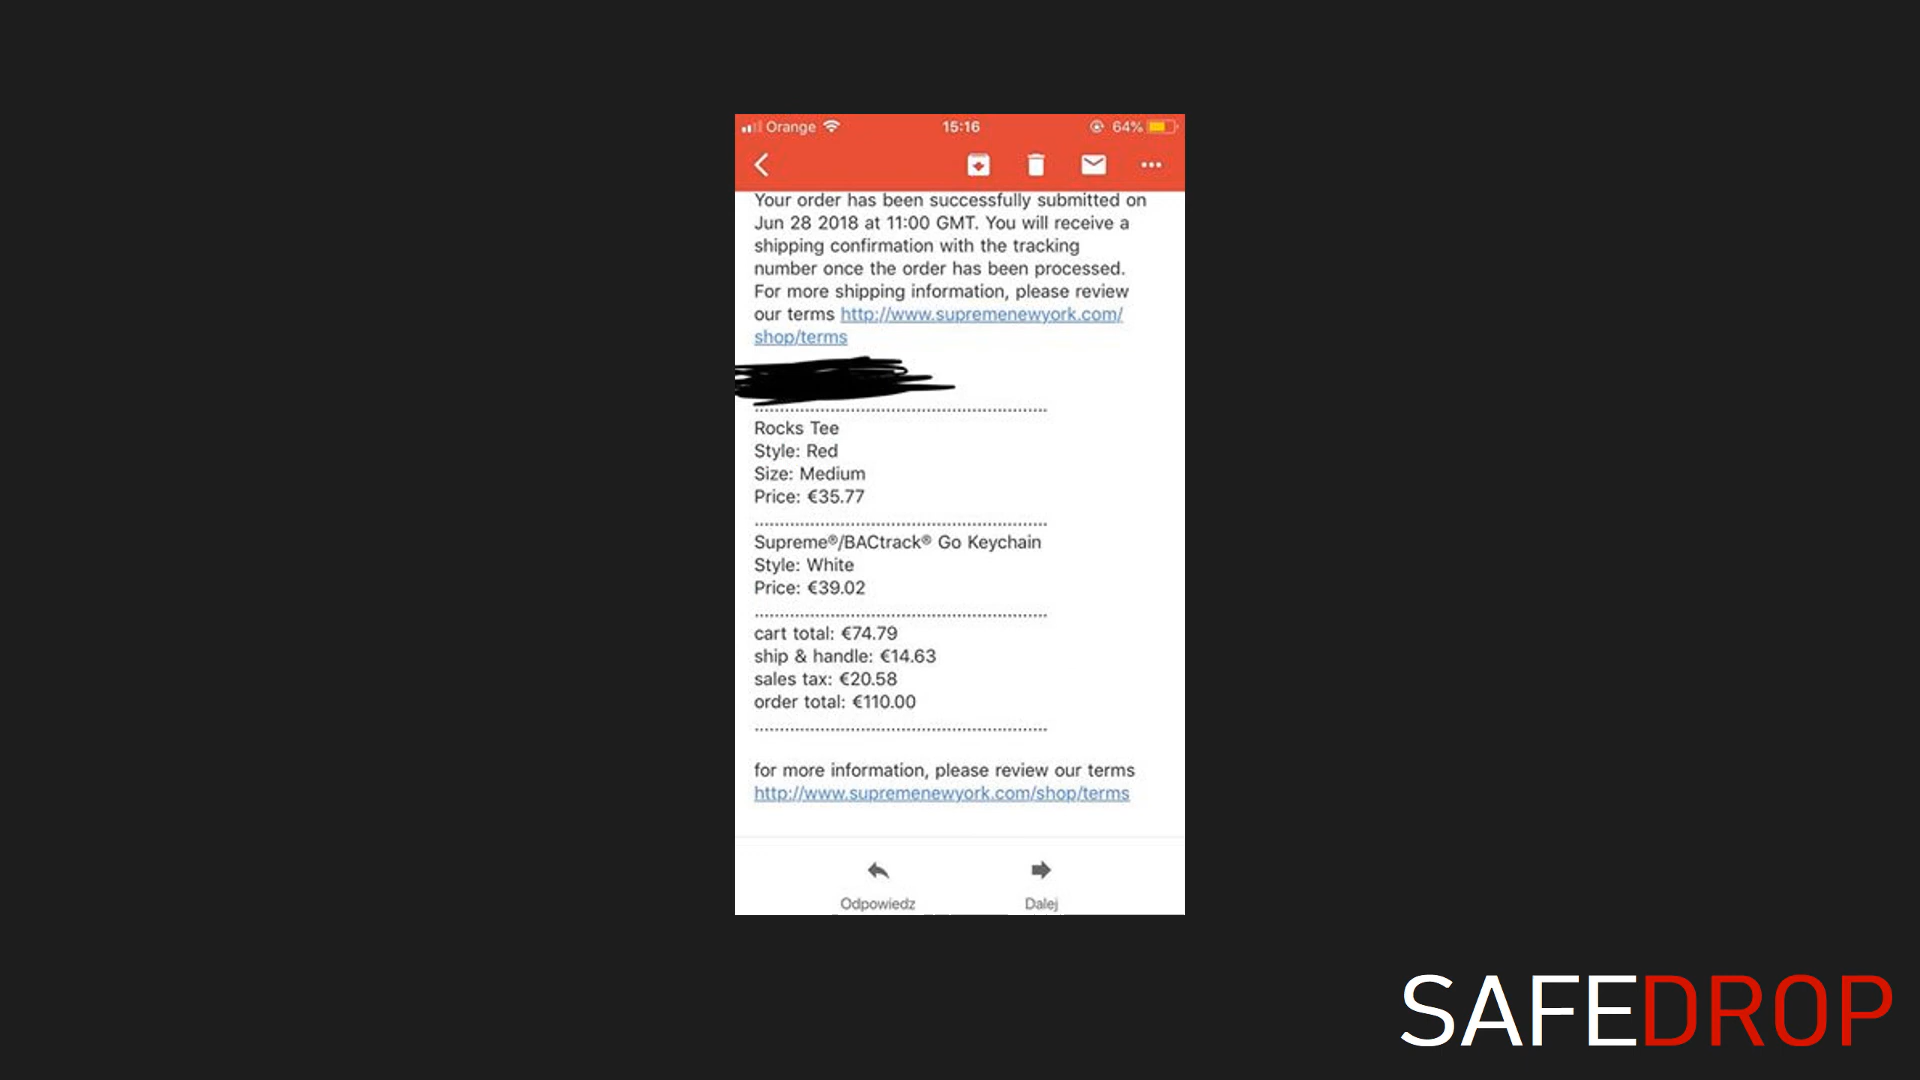 Orange 15:16 64%
Your order has been successfully submitted on
Jun 28 2018 at 11:00 GMT. You will receive a
shipping confirmation with the tracking
number once the order has been processed.
For more shipping information, please review
our terms http://www.supremenewyork.com/
shop/terms
Rocks Tee
Style: Red
Size: Medium
Price: €35.77
Supreme®/BACtrack® Go Keychain
Style: White
Price: €39.02
cart total: €74.79
ship & handle: €14.63
sales tax: €20.58
order total: €110.00
for more information, please review our terms
http://www.supremenewyork.com/shop/terms
Odpowiedz Dalej
SAFEDROP